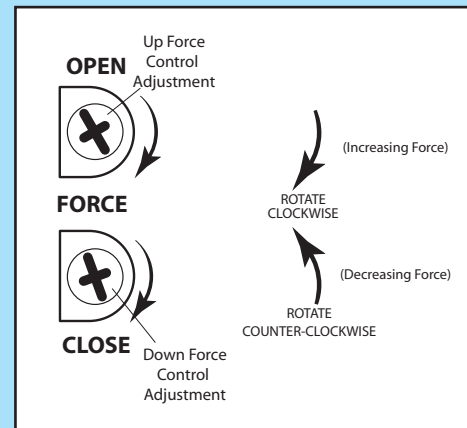 Up Force
Control
Adjustment
OPEN
(Increasing Force)
ROTATE
CLOCKWISE
FORCE
(Decreasing Force)
ROTATE
COUNTER-CLOCKWISE
CLOSE
Down Force
Control
Adjustment